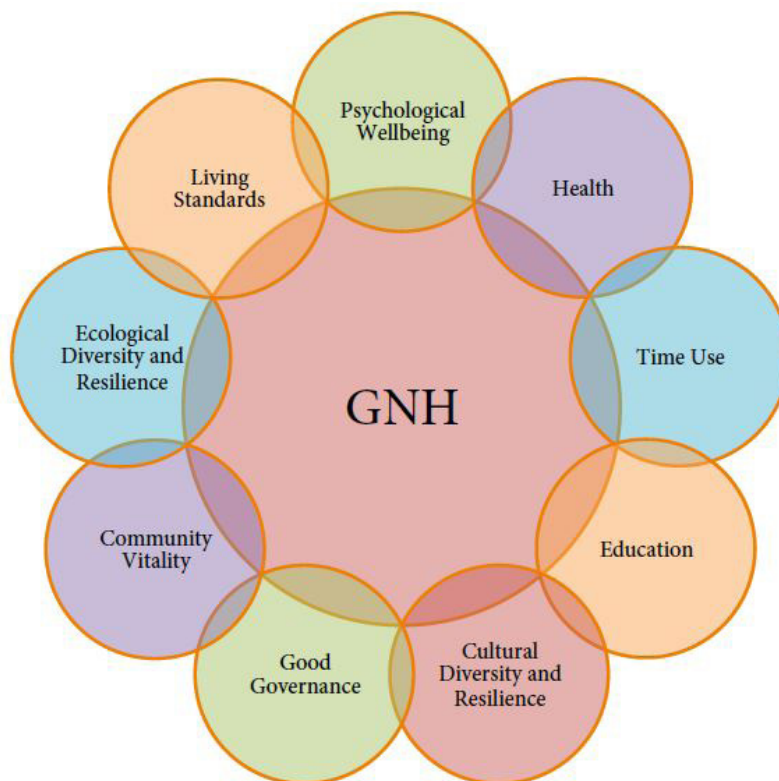 Psychological
Wellbeing
Health
Time Use
Education
Cultural
Diversity and
Resilience
Good
Governance
Community
Vitality
Ecological
Diversity and
Resilience
Living
Standards
GNH